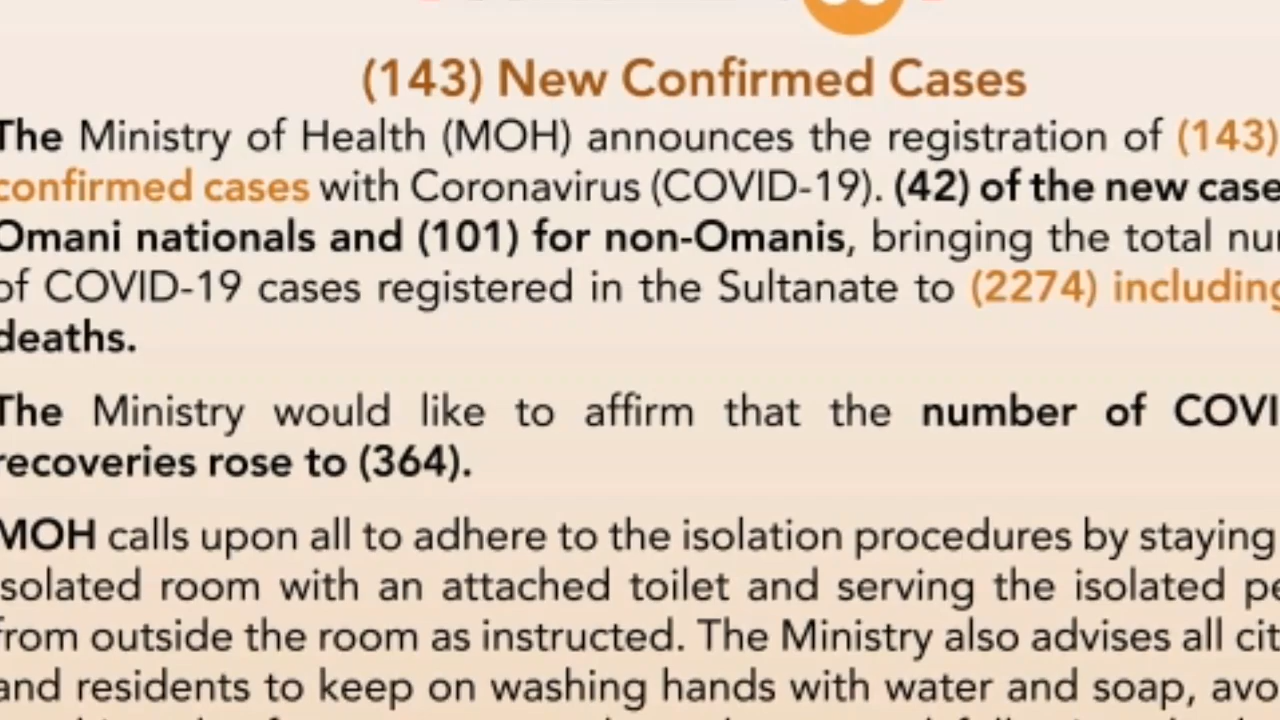 (143) New Confirmed Cases
The Ministry of Health (MOH) announces the registration of (143)
confirmed cases with Coronavirus (COVID-19). (42) of the new case
Omani nationals and (101) for non-Omanis, bringing the total nu
of COVID-19 cases registered in the Sultanate to (2274) including
deaths.
The Ministry would like to affirm that the number of COVI
recoveries rose to (364).
MOH calls upon all to adhere to the isolation procedures by staying
isolated room with an attached toilet and serving the isolated pe
from outside the room as instructed. The Ministry also advises all cit
and residents to keep on washing hands with water and soap, avo